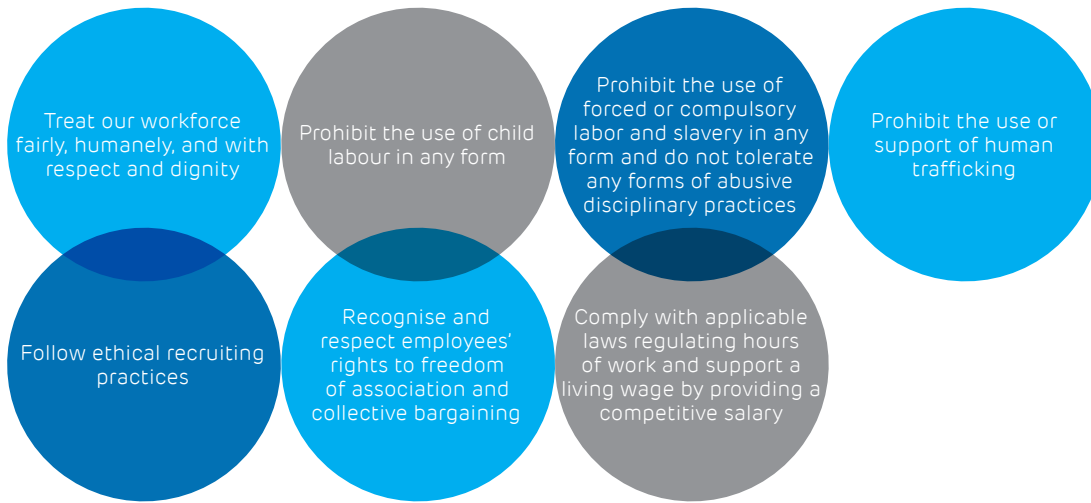 Treat our workforce
fairly, humanely, and with
respect and dignity
Prohibit the use of child
labour in any form
Prohibit the use of
forced or compulsory
labor and slavery in any
form and do not tolerate
any forms of abusive
disciplinary practices
Prohibit the use or
support of human
trafficking
Follow ethical recruiting
practices
Recognise and
respect employees’
rights to freedom
of association and
collective bargaining
Comply with applicable
laws regulating hours
of work and support a
living wage by providing a
competitive salary